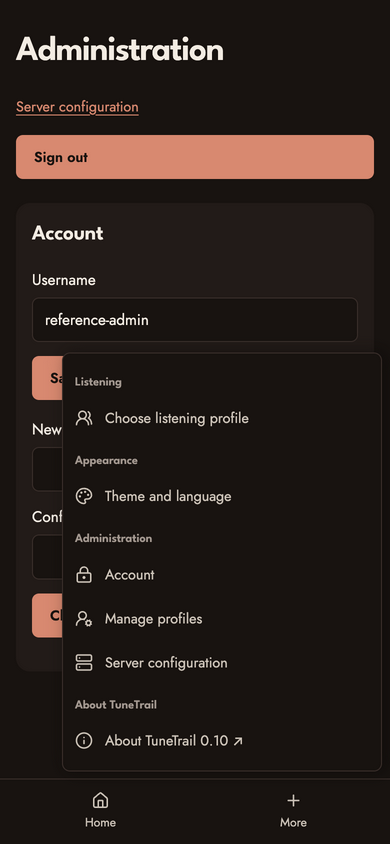 Administration
Server configuration
Sign out
Account
Username
reference-admin
Listening
Choose listening profile
New
Appearance
Theme and language
Administration
Account
Manage profiles
Server configuration
About TuneTrail
About TuneTrail 0.10
Home
More